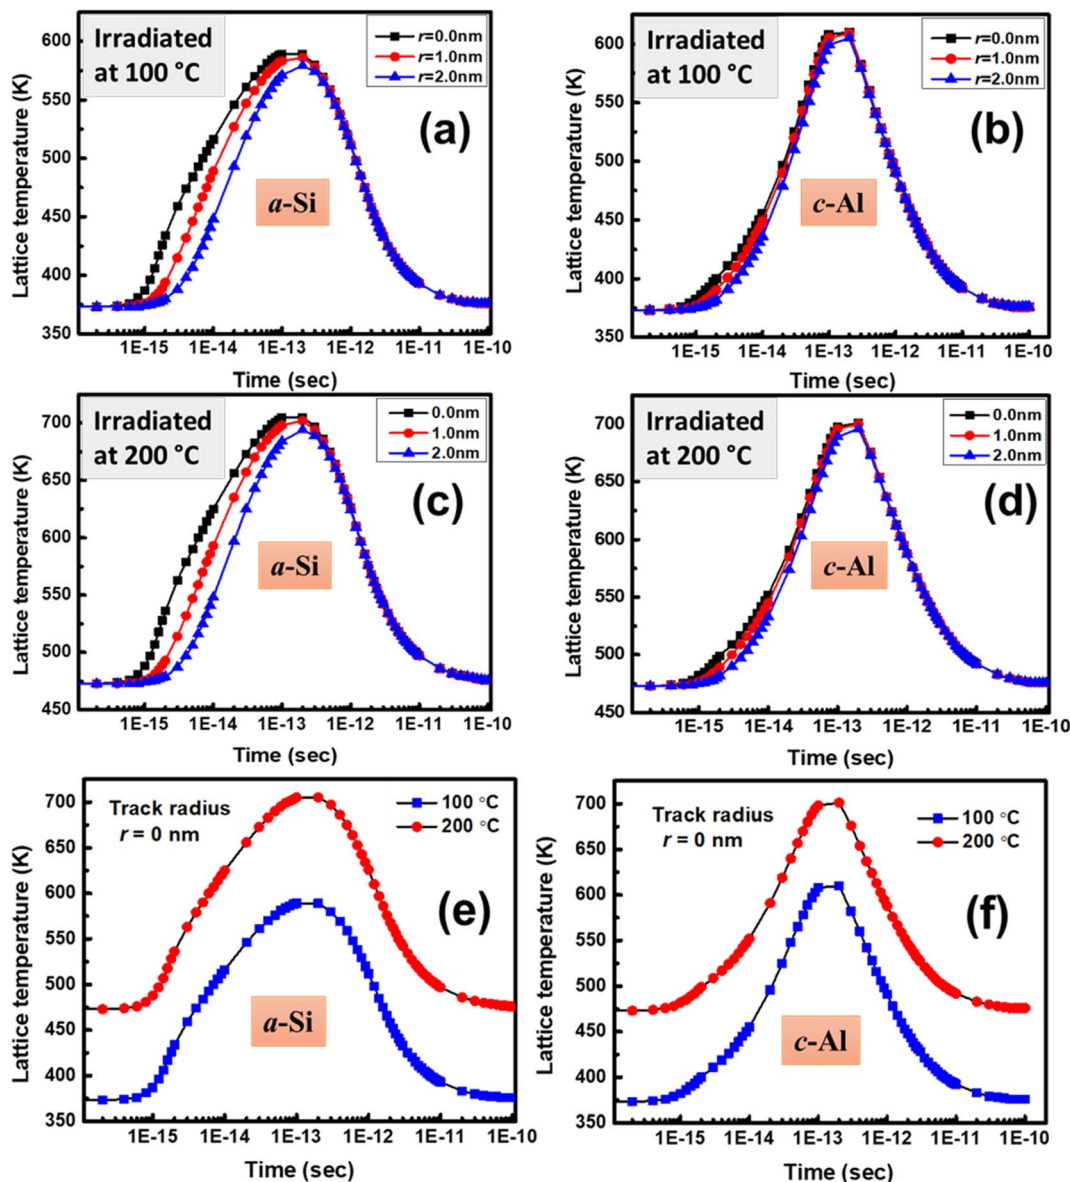 Irradiated
at 100 °C
r=0.0nm
r=1.0nm
r=2.0nm
(a)
a-Si
600
550
500
450
400
350
Lattice temperature (K)
1E-15 1E-14 1E-13 1E-12 1E-11 1E-10
Time (sec)
Irradiated
at 100 °C
r=0.0nm
r=1.0nm
r=2.0nm
(b)
c-Al
600
550
500
450
400
350
Lattice temperature (K)
1E-15 1E-14 1E-13 1E-12 1E-11 1E-10
Time (sec)
Irradiated
at 200 °C
0.0nm
1.0nm
2.0nm
(c)
a-Si
700
650
600
550
500
450
Lattice temperature (K)
1E-15 1E-14 1E-13 1E-12 1E-11 1E-10
Time (sec)
Irradiated
at 200 °C
0.0nm
1.0nm
2.0nm
(d)
c-Al
700
650
600
550
500
450
Lattice temperature (K)
1E-15 1E-14 1E-13 1E-12 1E-11 1E-10
Time (sec)
Track radius
r = 0 nm
100 °C
200 °C
(e)
a-Si
700
650
600
550
500
450
400
350
Lattice temperature (K)
1E-15 1E-14 1E-13 1E-12 1E-11 1E-10
Time (sec)
Track radius
r = 0 nm
100 °C
200 °C
(f)
c-Al
700
650
600
550
500
450
400
350
Lattice temperature (K)
1E-15 1E-14 1E-13 1E-12 1E-11 1E-10
Time (sec)